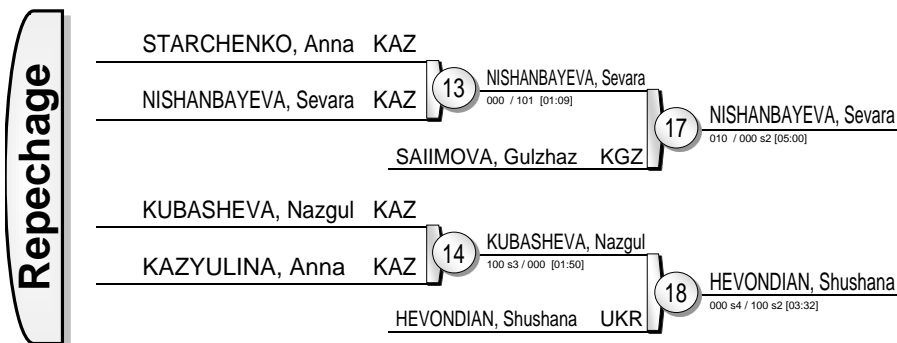 Repechage
STARCHENKO, Anna KAZ
NISHANBAYEVA, Sevara KAZ
13
NISHANBAYEVA, Sevara
000 / 101 [01:09]
SAIIMOVA, Gulzhaz KGZ
17
NISHANBAYEVA, Sevara
010 / 000 s2 [05:00]
KUBASHEVA, Nazgul KAZ
KAZYULINA, Anna KAZ
14
KUBASHEVA, Nazgul
100 s3 / 000 [01:50]
HEVONDIAN, Shushana UKR
18
HEVONDIAN, Shushana
000 s4 / 100 s2 [03:32]